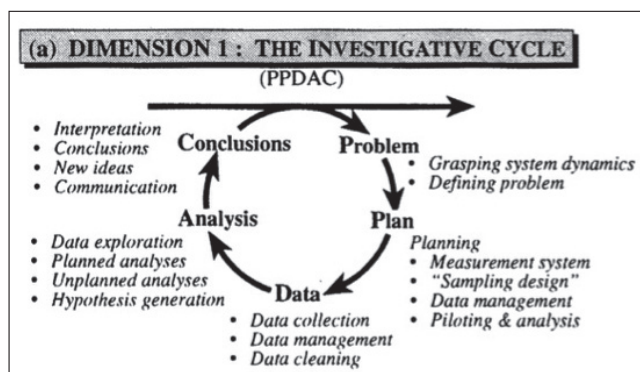 (a) DIMENSION 1 : THE INVESTIGATIVE CYCLE
(PPDAC)
• Interpretation
• Conclusions
• New ideas
• Communication
Conclusions
Problem
• Grasping system dynamics
• Defining problem
Analysis
Plan
• Data exploration
• Planned analyses
• Unplanned analyses
• Hypothesis generation
Planning
• Measurement system
• "Sampling design"
• Data management
• Piloting & analysis
Data
• Data collection
• Data management
• Data cleaning